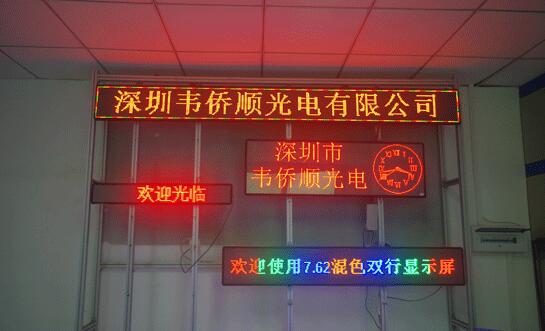 深圳韦侨顺光电有限公司
深圳市
韦侨顺光电
欢迎光临
欢迎使用7.62混色双行显示屏